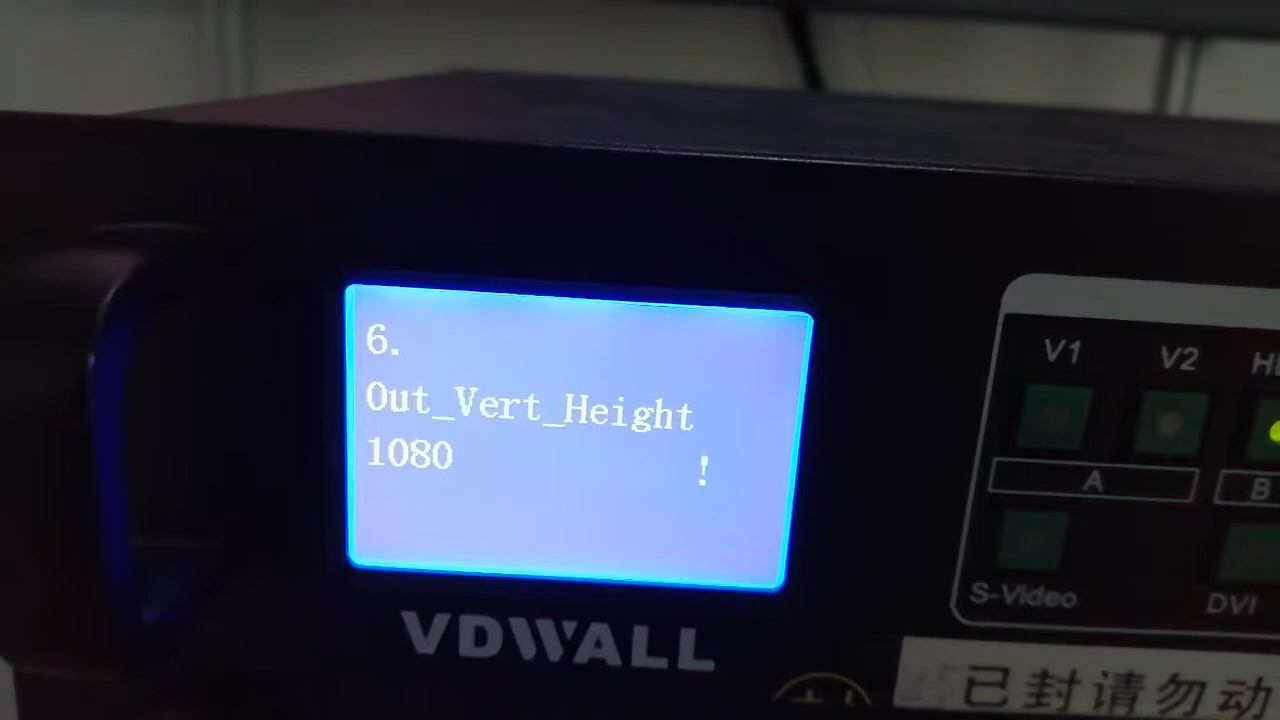 6.
Out_Vert_Height
1080 !
VDWALL
V1 V2
A B
S-Video DVI
已封请勿动